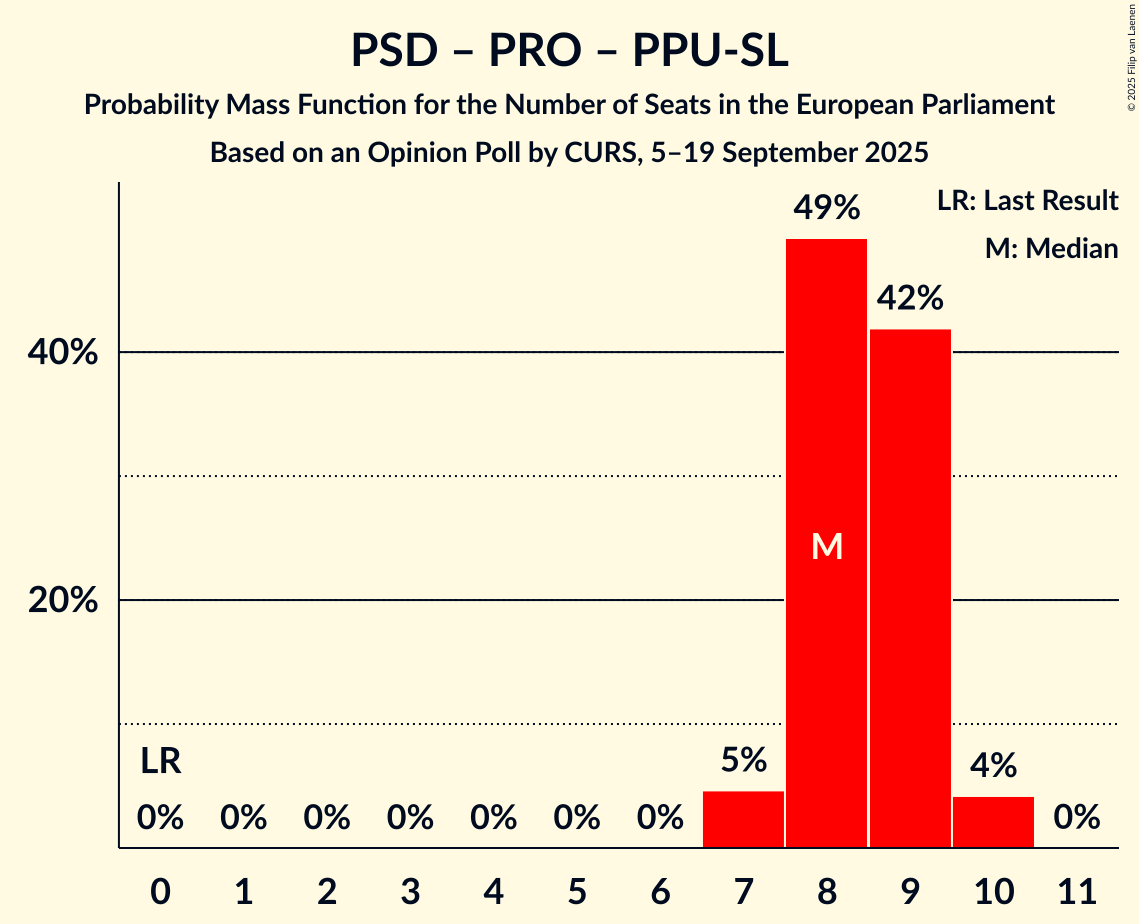 PSD – PRO – PPU-SL
Probability Mass Function for the Number of Seats in the European Parliament
Based on an Opinion Poll by CURS, 5–19 September 2025
© 2025 Filip van Laenen
LR: Last Result
M: Median
49%
42%
40%
M
20%
LR
5%
4%
0% 0% 0% 0% 0% 0% 0% 0%
0 1 2 3 4 5 6 7 8 9 10 11